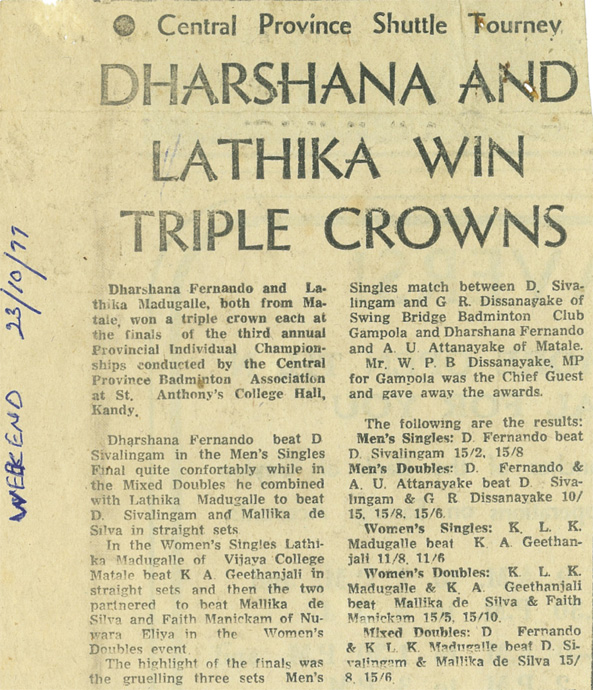 ● Central Province Shuttle Tourney
DHARSHANA AND
LATHIKA WIN
TRIPLE CROWNS
WEEKEND 23/10/77
Dharshana Fernando and La-
thika Madugalle, both from Ma-
tale, won a triple crown each at
the finals of the third annual
Provincial Individual Champion-
ships conducted by the Central
Province Badminton Association
at St. Anthony's College Hall,
Kandy.
Dharshana Fernando beat D
Sivalingam in the Men's Singles
Final quite confortably while in
the Mixed Doubles he combined
with Lathika Madugalle to beat
D. Sivalingam and Mallika de
Silva in straight sets
In the Women's Singles Lathi-
ka Madugalle of Vijaya College
Matale beat K A Geethanjali in
straight sets and then the two
partnered to beat Mallika de
Silva and Faith Manickam of Nu-
wara Eliya in the Women's
Doubles event
The highlight of the finals was
the gruelling three sets Men's
Singles match between D. Siva-
lingam and G R. Dissanayake of
Swing Bridge Badminton Club
Gampola and Dharshana Fernando
and A. U. Attanayake of Matale.
Mr. W. P. B Dissanayake, MP
for Gampola was the Chief Guest
and gave away the awards.
The following are the results:
Men's Singles: D. Fernando beat
D. Sivalingam 15/2, 15/8
Men's Doubles: D. Fernando &
A. U. Attanayake beat D. Siva-
lingam & G R. Dissanayake 10/
15, 15/8. 15/6.
Women's Singles: K. L. K.
Madugalle beat K. A. Geethan-
jali 11/8, 11/6
Women's Doubles: K. L. K.
Madugalle & K. A. Geethanjali
beat Mallika de Silva & Faith
Manickam 15/5, 15/10.
Mixed Doubles: D Fernando
& K L K. Madugalle beat D. Si-
valingam & Mallika de Silva 15/
8, 15/6.